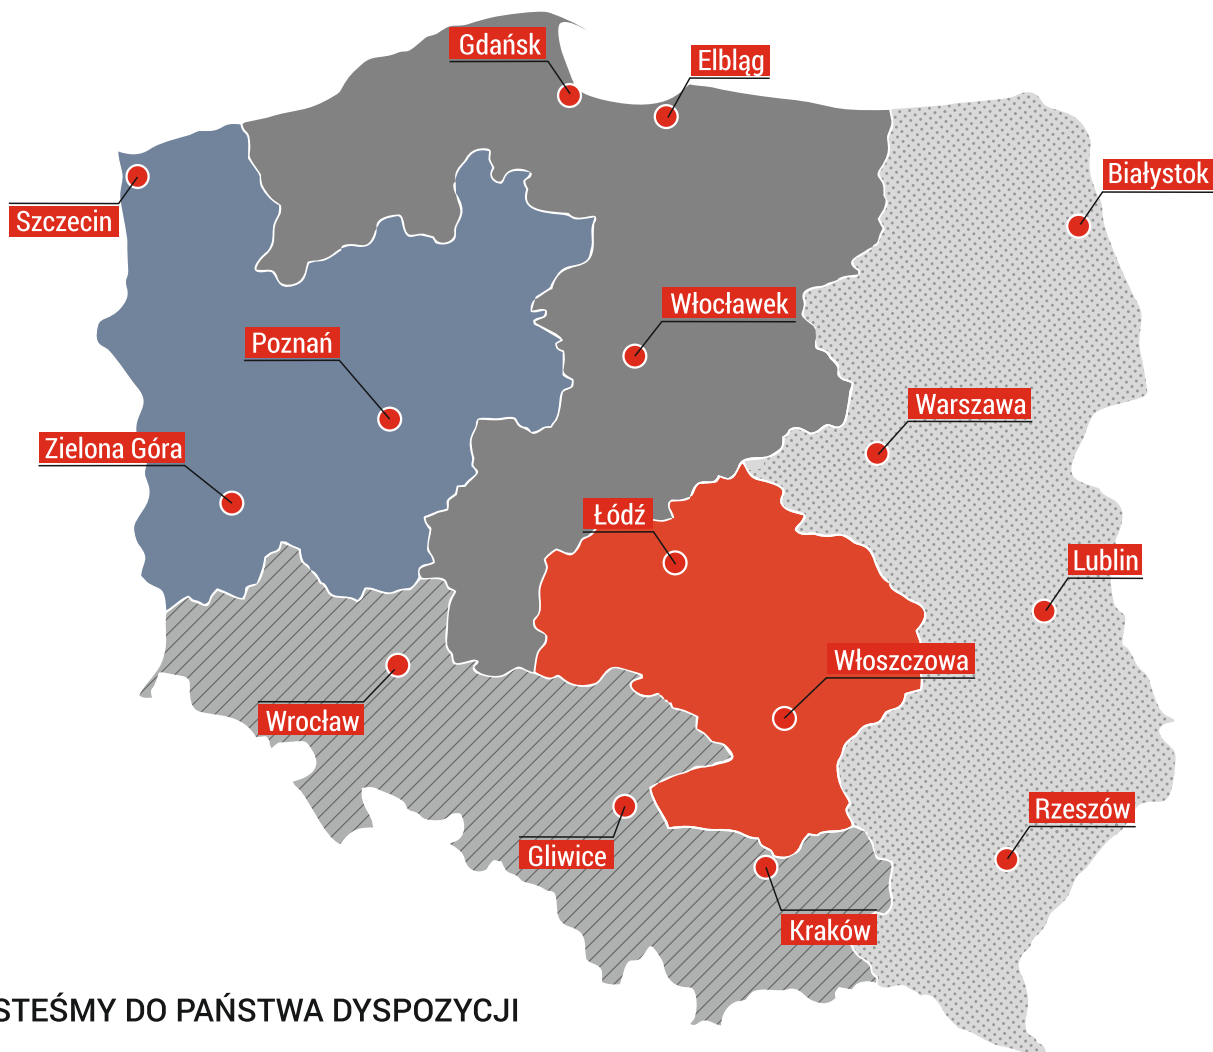 Gdańsk
Elbląg
Białystok
Szczecin
Włocławek
Poznań
Warszawa
Zielona Góra
Łódź
Lublin
Włoszczowa
Wrocław
Rzeszów
Gliwice
Kraków
STEŚMY DO PAŃSTWA DYSPOZYCJI